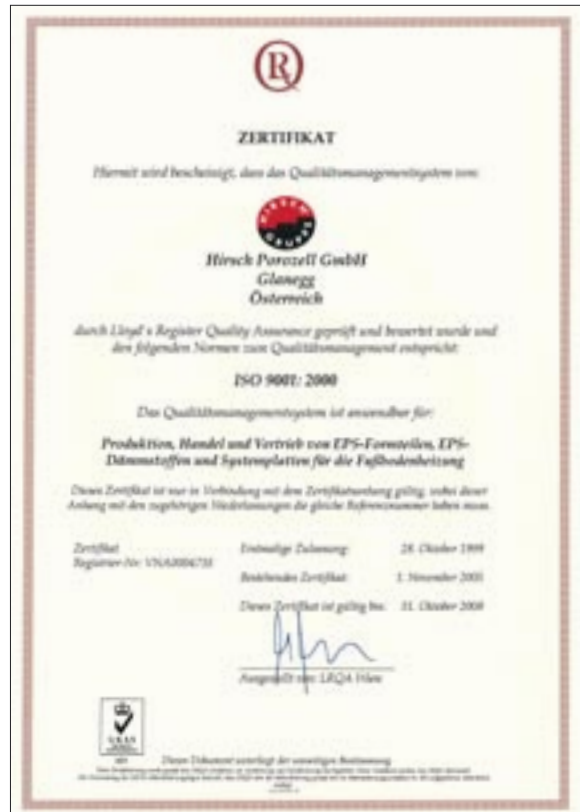 ZERTIFIKAT
Hiermit wird bescheinigt, dass das Qualitätsmanagementsystem von:
HIRSCH
GRUPPE
Hirsch Porozell GmbH
Glanegg
Österreich
durch Lloyd's Register Quality Assurance geprüft und bewertet wurde und
den folgenden Normen zum Qualitätsmanagement entspricht:
ISO 9001: 2000
Das Qualitätsmanagementsystem ist anwendbar für:
Produktion, Handel und Vertrieb von EPS-Formteilen, EPS-
Dämmstoffen und Systemplatten für die Fußbodenheizung
Dieses Zertifikat ist nur in Verbindung mit dem Zertifikatsanhang gültig, wobei dieser
Anhang mit den zugehörigen Niederlassungen die gleiche Referenznummer haben muss.
Zertifikat
Registrier-Nr:
Erstmalige Zulassung: 28. Oktober 1999
Bestehendes Zertifikat: 1. November 2005
Dieses Zertifikat ist gültig bis: 31. Oktober 2008
Ausgestellt von: LRQA Wien
UKAS
Dieses Dokument unterliegt der umseitigen Bestimmung